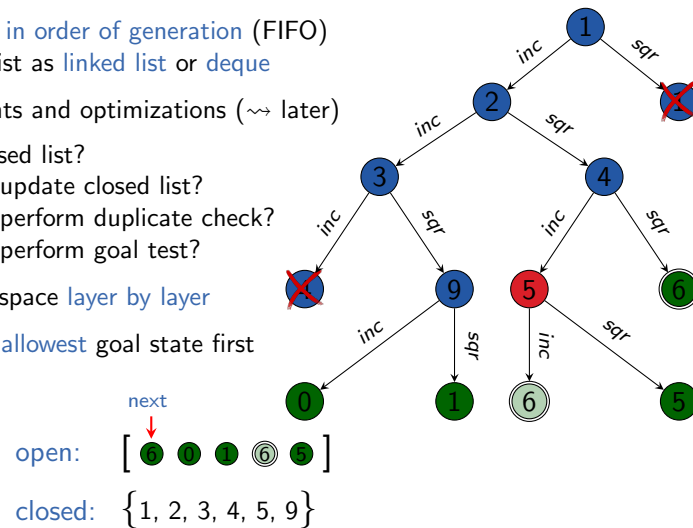 in order of generation (FIFO)
ist as linked list or deque
nts and optimizations (⇝ later)
sed list?
update closed list?
perform duplicate check?
perform goal test?
space layer by layer
allowest goal state first
next
open: [ 6 0 1 6 5 ]
closed: {1, 2, 3, 4, 5, 9}
1
inc sqr
2 1
inc sqr
3 4
inc sqr inc sqr
4 9 5 6
inc sqr inc sqr
0 1 6 5